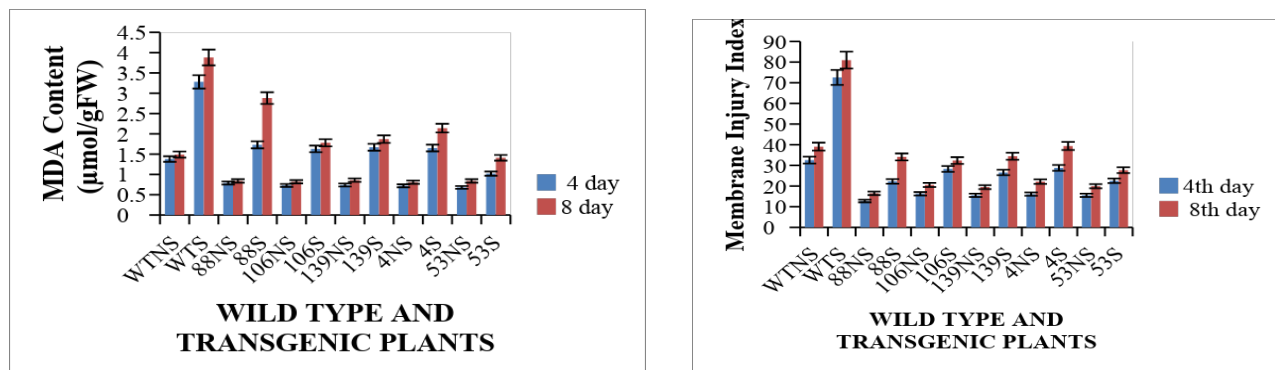 MDA Content
(µmol/gFW)
4.5
4
3.5
3
2.5
2
1.5
1
0.5
0
WTNS
WTS
88NS
88S
106NS
106S
139NS
139S
4NS
4S
53NS
53S
4 day
8 day
WILD TYPE AND
TRANSGENIC PLANTS
Membrane Injury Index
90
80
70
60
50
40
30
20
10
0
WTNS
WTS
88NS
88S
106NS
106S
139NS
139S
4NS
4S
53NS
53S
4th day
8th day
WILD TYPE AND
TRANSGENIC PLANTS